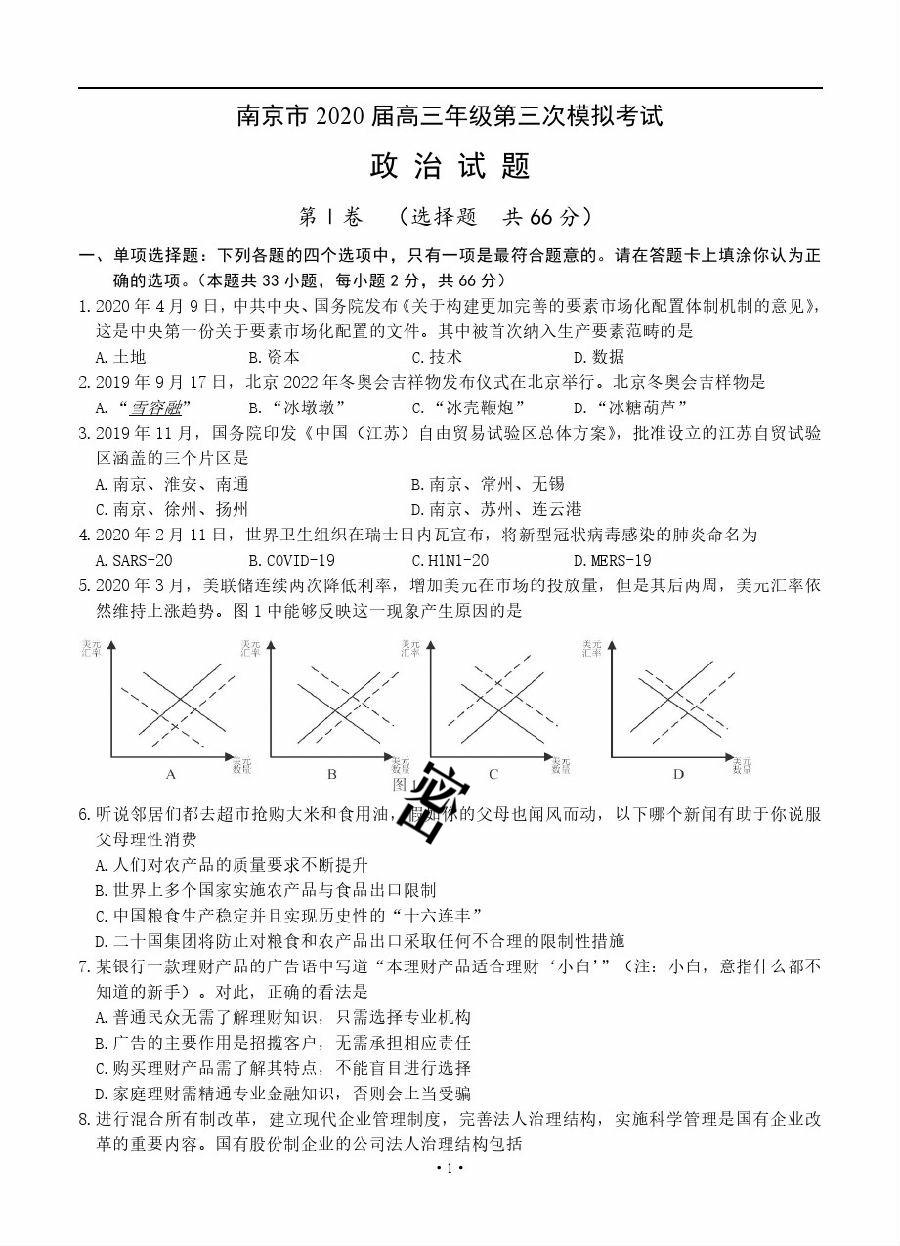 南京市 2020 届高三年级第三次模拟考试
政 治 试 题
第Ⅰ卷 （选择题 共 66 分）
一、单项选择题：下列各题的四个选项中，只有一项是最符合题意的。请在答题卡上填涂你认为正
确的选项。（本题共 33 小题，每小题 2 分，共 66 分）
1. 2020 年 4 月 9 日，中共中央、国务院发布《关于构建更加完善的要素市场化配置体制机制的意见》，
这是中央第一份关于要素市场化配置的文件。其中被首次纳入生产要素范畴的是
A. 土地 B. 资本 C. 技术 D. 数据
2. 2019 年 9 月 17 日，北京 2022 年冬奥会吉祥物发布仪式在北京举行。北京冬奥会吉样物是
A. “雪容融” B. “冰墩墩” C. “冰壳鞭炮” D. “冰糖葫芦”
3. 2019 年 11 月，国务院印发《中国（江苏）自由贸易试验区总体方案》，批准设立的江苏自贸试验
区涵盖的三个片区是
A. 南京、淮安、南通 B. 南京、常州、无锡
C. 南京、徐州、扬州 D. 南京、苏州、连云港
4. 2020 年 2 月 11 日，世界卫生组织在瑞士日内瓦宣布，将新型冠状病毒感染的肺炎命名为
A. SARS-20 B. COVID-19 C. H1N1-20 D. MERS-19
5. 2020 年 3 月，美联储连续两次降低利率，增加美元在市场的投放量，但是其后两周，美元汇率依
然维持上涨趋势。图 1 中能够反映这一现象产生原因的是
美元 美元 美元 美元
汇率 汇率 汇率 汇率
美元 美元 美元 美元
数量 数量 数量 数量
A B C D
图 1
密
6. 听说邻居们都去超市抢购大米和食用油，假如你的父母也闻风而动，以下哪个新闻有助于你说服
父母理性消费
A. 人们对农产品的质量要求不断提升
B. 世界上多个国家实施农产品与食品出口限制
C. 中国粮食生产稳定并且实现历史性的“十六连丰”
D. 二十国集团将防止对粮食和农产品出口采取任何不合理的限制性措施
7. 某银行一款理财产品的广告语中写道“本理财产品适合理财‘小白’”（注：小白，意指什么都不
知道的新手）。对此，正确的看法是
A. 普通民众无需了解理财知识，只需选择专业机构
B. 广告的主要作用是招揽客户，无需承担相应责任
C. 购买理财产品需了解其特点，不能盲目进行选择
D. 家庭理财需精通专业金融知识，否则会上当受骗
8. 进行混合所有制改革，建立现代企业管理制度，完善法人治理结构，实施科学管理是国有企业改
革的重要内容。国有股份制企业的公司法人治理结构包括
• 1 •